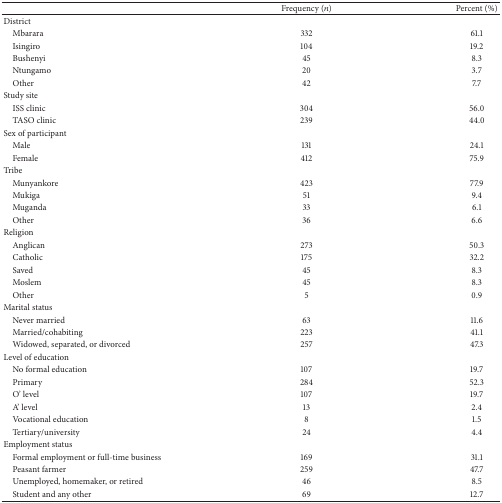 Frequency (n) Percent (%)
District
Mbarara 332 61.1
Isingiro 104 19.2
Bushenyi 45 8.3
Ntungamo 20 3.7
Other 42 7.7
Study site
ISS clinic 304 56.0
TASO clinic 239 44.0
Sex of participant
Male 131 24.1
Female 412 75.9
Tribe
Munyankore 423 77.9
Mukiga 51 9.4
Muganda 33 6.1
Other 36 6.6
Religion
Anglican 273 50.3
Catholic 175 32.2
Saved 45 8.3
Moslem 45 8.3
Other 5 0.9
Marital status
Never married 63 11.6
Married/cohabiting 223 41.1
Widowed, separated, or divorced 257 47.3
Level of education
No formal education 107 19.7
Primary 284 52.3
O' level 107 19.7
A' level 13 2.4
Vocational education 8 1.5
Tertiary/university 24 4.4
Employment status
Formal employment or full-time business 169 31.1
Peasant farmer 259 47.7
Unemployed, homemaker, or retired 46 8.5
Student and any other 69 12.7